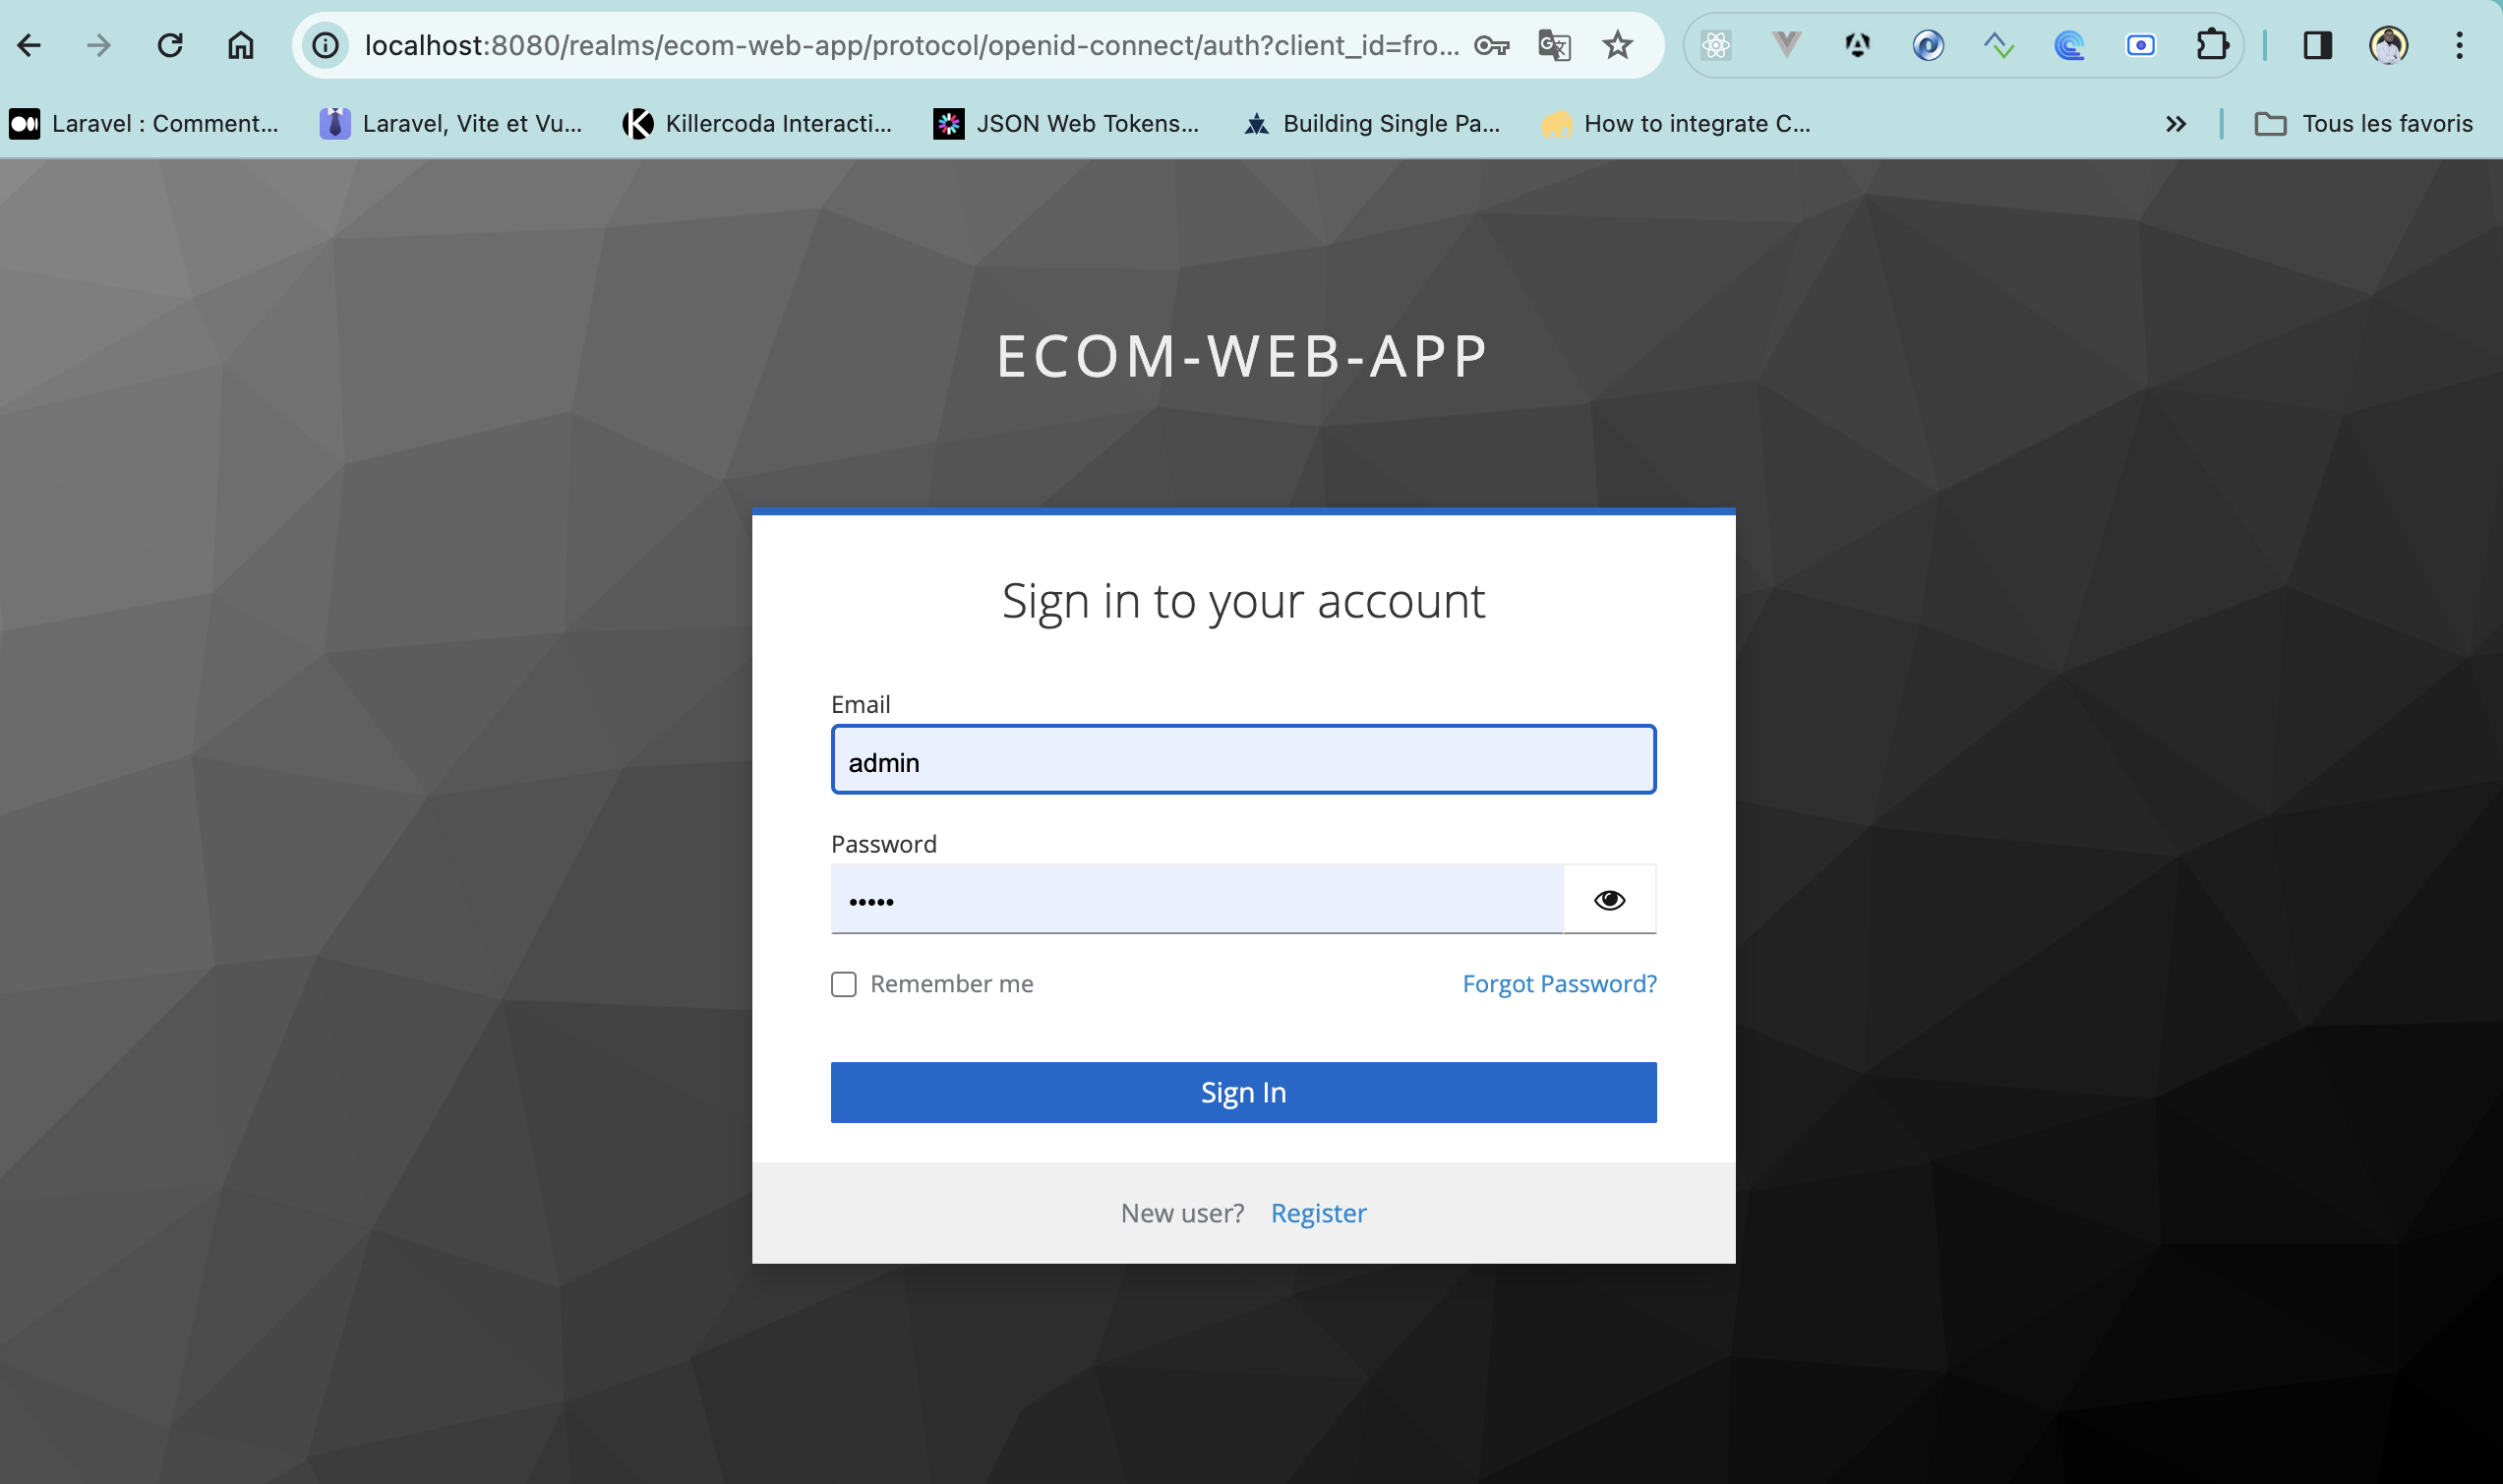 localhost:8080/realms/ecom-web-app/protocol/openid-connect/auth?client_id=fro...
Laravel : Comment... Laravel, Vite et Vu... Killercoda Interacti... JSON Web Tokens... Building Single Pa... How to integrate C... Tous les favoris
ECOM-WEB-APP
Sign in to your account
Email
admin
Password
•••••
Remember me Forgot Password?
Sign In
New user? Register